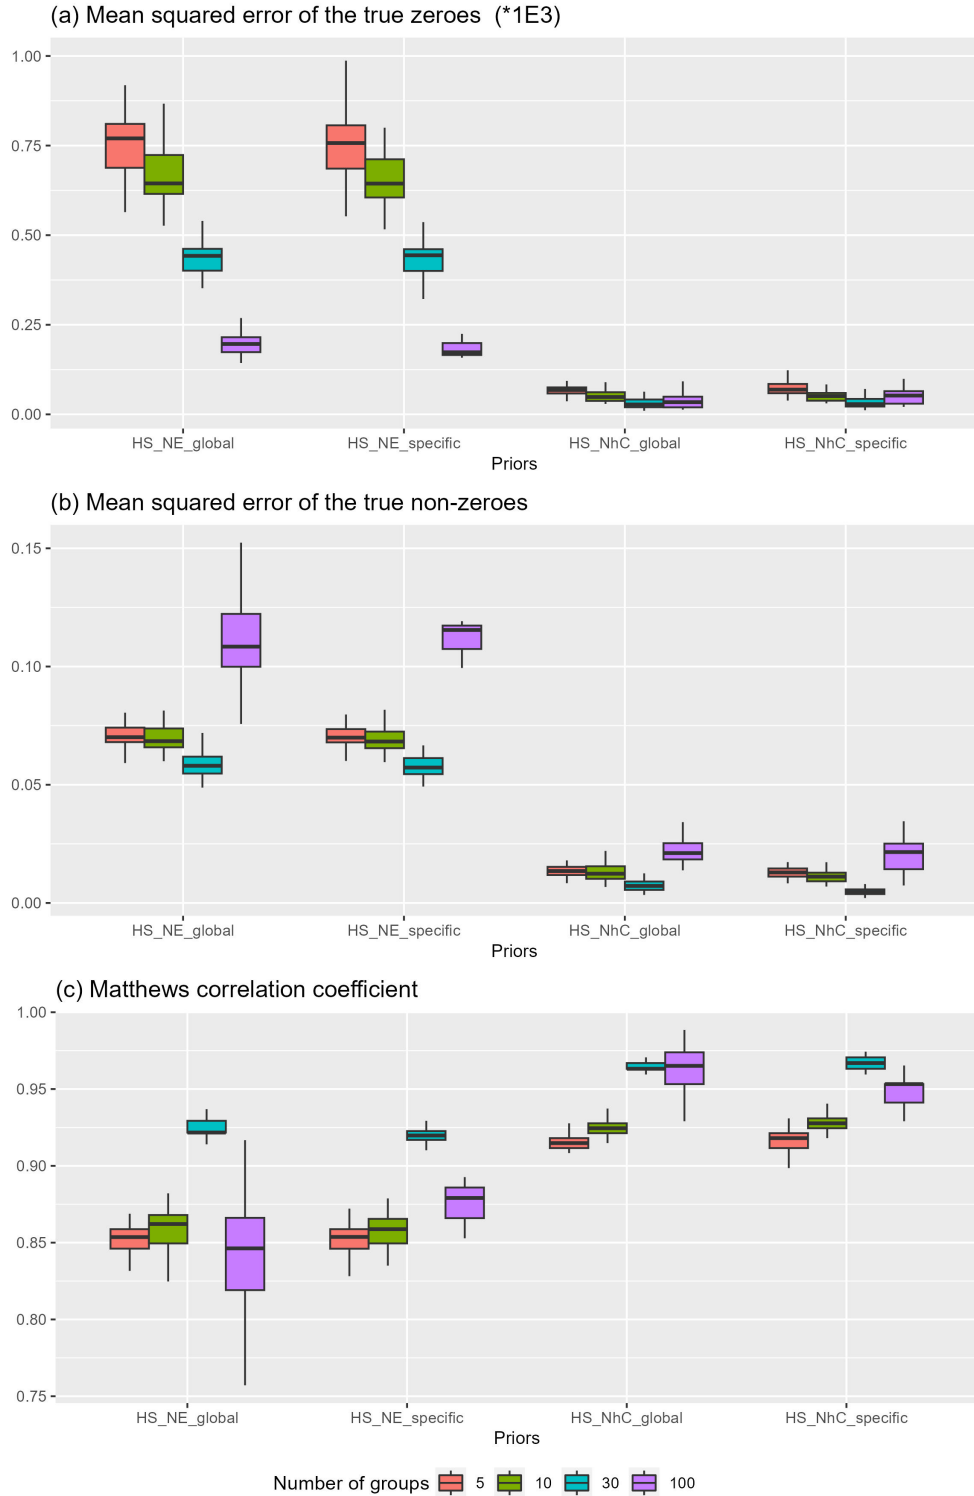 (a) Mean squared error of the true zeroes (*1E3)
1.00
0.75
0.50
0.25
0.00
HS_NE_global HS_NE_specific HS_NhC_global HS_NhC_specific
Priors
(b) Mean squared error of the true non-zeroes
0.15
0.10
0.05
0.00
HS_NE_global HS_NE_specific HS_NhC_global HS_NhC_specific
Priors
(c) Matthews correlation coefficient
1.00
0.95
0.90
0.85
0.80
0.75
HS_NE_global HS_NE_specific HS_NhC_global HS_NhC_specific
Priors
Number of groups 5 10 30 100